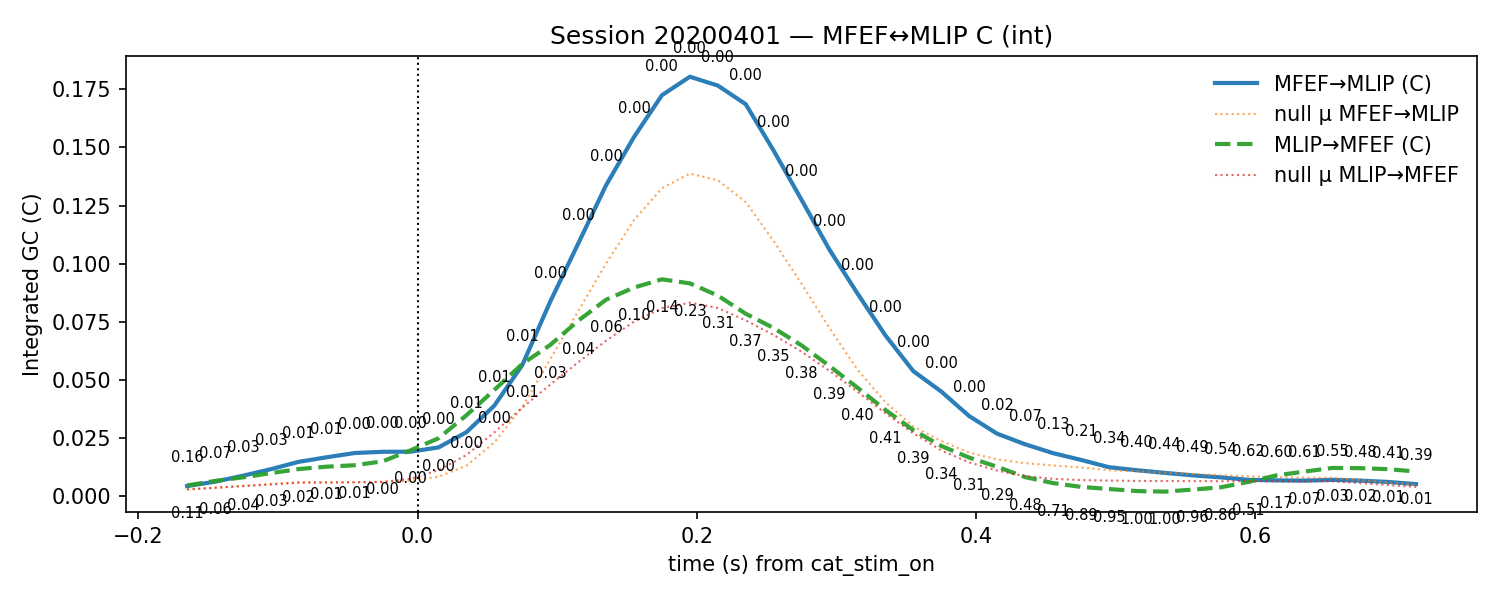 Session 20200401 — MFEF↔MLIP C (int)
Integrated GC (C)
0.175
0.150
0.125
0.100
0.075
0.050
0.025
0.000
MFEF→MLIP (C)
null μ MFEF→MLIP
MLIP→MFEF (C)
null μ MLIP→MFEF
0.16 0.07 0.03 0.03 0.01 0.01 0.00 0.00 0.00 0.00 0.01 0.01 0.01 0.00 0.00 0.00 0.00 0.00 0.00 0.00 0.00 0.00 0.00 0.00 0.00 0.00 0.00 0.00 0.00 0.02 0.07 0.13 0.21 0.34 0.40 0.44 0.49 0.54 0.62 0.60 0.61 0.55 0.48 0.41 0.39
0.11 0.06 0.04 0.03 0.02 0.01 0.01 0.00 0.00 0.00 0.00 0.00 0.01 0.03 0.04 0.06 0.10 0.14 0.23 0.31 0.37 0.35 0.38 0.39 0.40 0.41 0.39 0.34 0.31 0.29 0.48 0.71 0.89 0.95 1.00 1.00 0.96 0.86 0.51 0.17 0.07 0.03 0.02 0.01 0.01
−0.2
0.0
0.2
0.4
0.6
time (s) from cat_stim_on